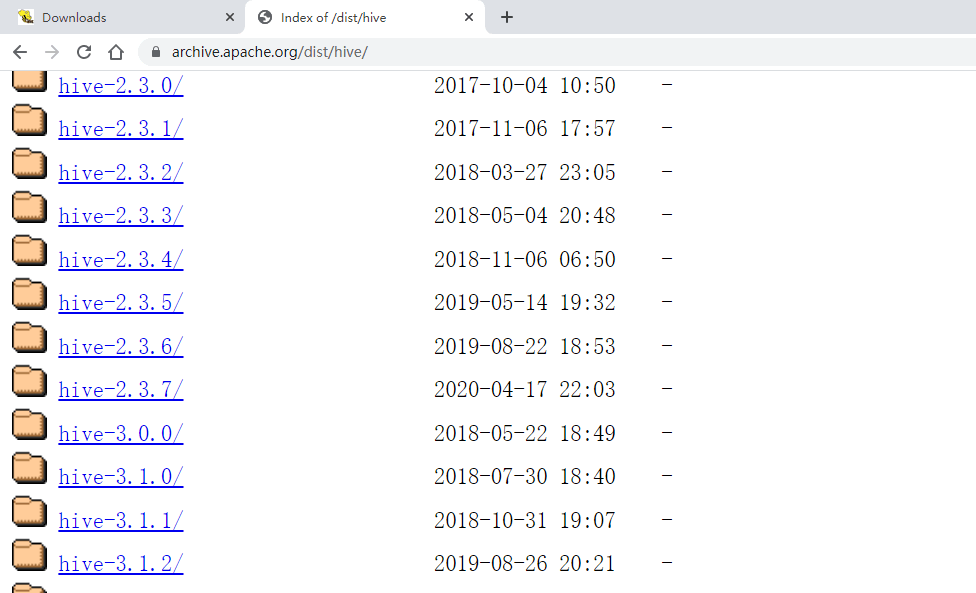 Downloads
Index of /dist/hive
archive.apache.org/dist/hive/
hive-2.3.0/ 2017-10-04 10:50 -
hive-2.3.1/ 2017-11-06 17:57 -
hive-2.3.2/ 2018-03-27 23:05 -
hive-2.3.3/ 2018-05-04 20:48 -
hive-2.3.4/ 2018-11-06 06:50 -
hive-2.3.5/ 2019-05-14 19:32 -
hive-2.3.6/ 2019-08-22 18:53 -
hive-2.3.7/ 2020-04-17 22:03 -
hive-3.0.0/ 2018-05-22 18:49 -
hive-3.1.0/ 2018-07-30 18:40 -
hive-3.1.1/ 2018-10-31 19:07 -
hive-3.1.2/ 2019-08-26 20:21 -